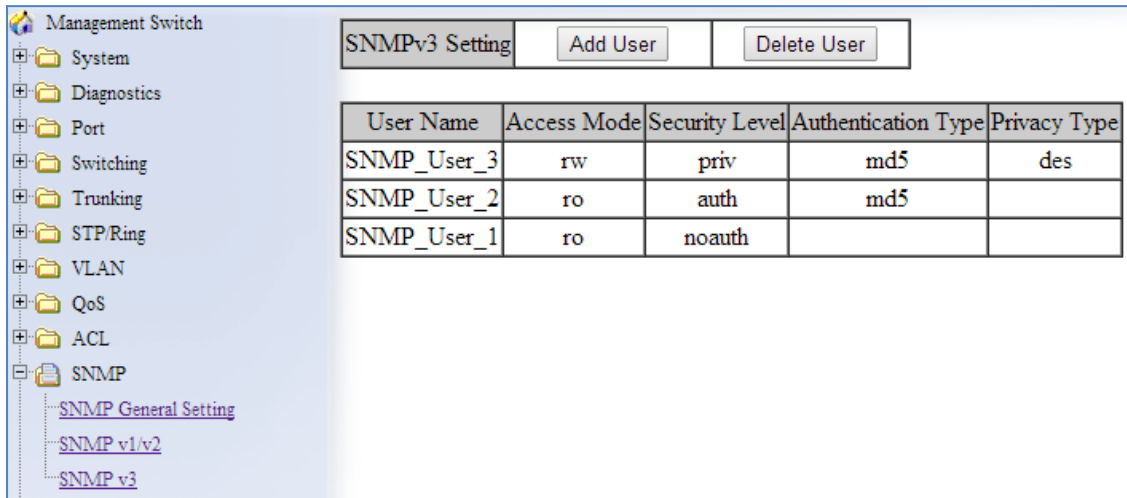 Management Switch
System
Diagnostics
Port
Switching
Trunking
STP/Ring
VLAN
QoS
ACL
SNMP
SNMP General Setting
SNMP v1/v2
SNMP v3
SNMPv3 Setting Add User Delete User
User Name Access Mode Security Level Authentication Type Privacy Type
SNMP_User_3 rw priv md5 des
SNMP_User_2 ro auth md5
SNMP_User_1 ro noauth